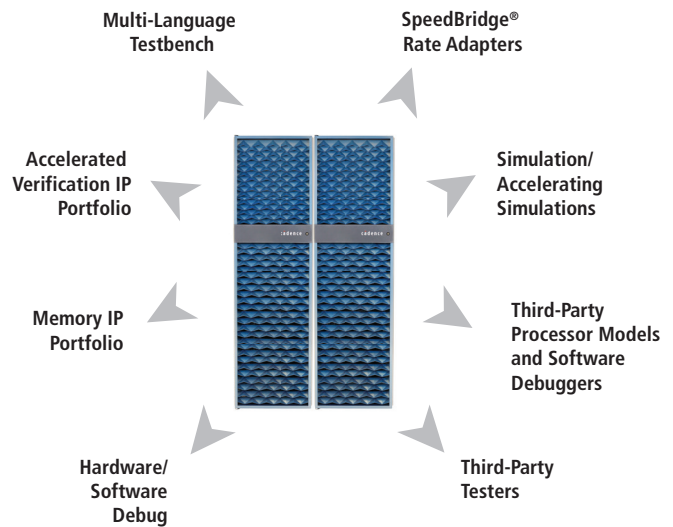 Multi-Language
Testbench
SpeedBridge®
Rate Adapters
Accelerated
Verification IP
Portfolio
Simulation/
Accelerating
Simulations
cadence
cadence
Memory IP
Portfolio
Third-Party
Processor Models
and Software
Debuggers
Hardware/
Software
Debug
Third-Party
Testers